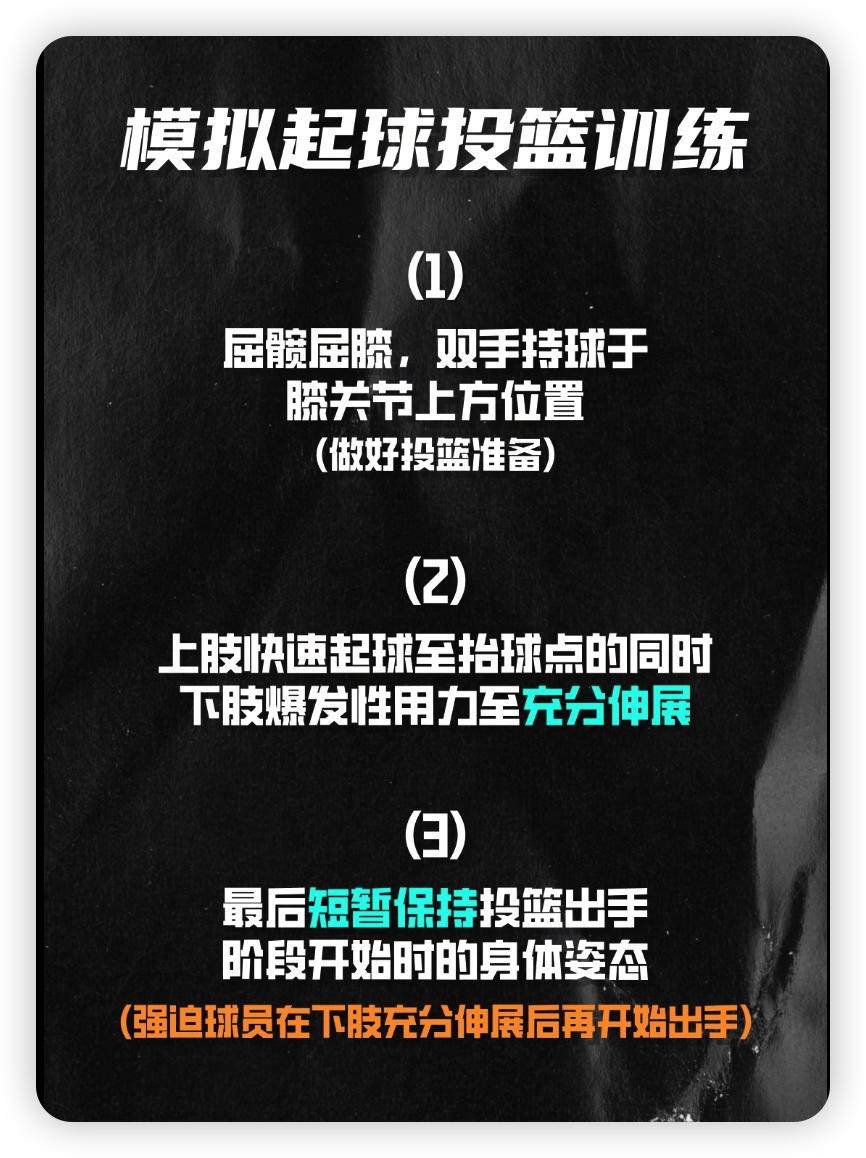 模拟起球投篮训练
(1)
屈髋屈膝，双手持球于
膝关节上方位置
(做好投篮准备)
(2)
上肢快速起球至抬球点的同时
下肢爆发性用力至充分伸展
(3)
最后短暂保持投篮出手
阶段开始时的身体姿态
(强迫球员在下肢充分伸展后再开始出手)